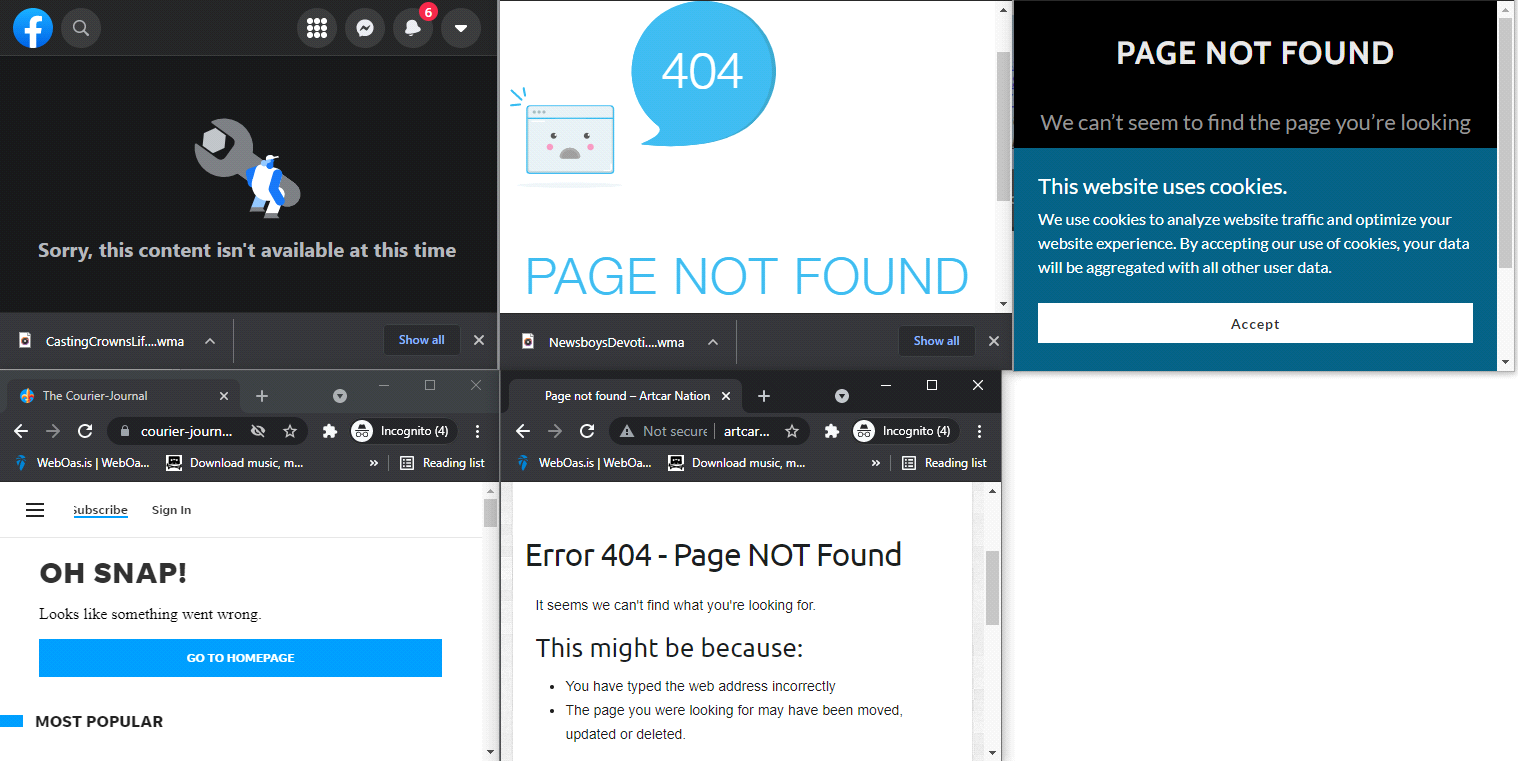 6
Sorry, this content isn't available at this time
CastingCrownsLif....wma
Show all
404
PAGE NOT FOUND
NewsboysDevoti....wma
Show all
PAGE NOT FOUND
We can't seem to find the page you're looking
This website uses cookies.
We use cookies to analyze website traffic and optimize your
website experience. By accepting our use of cookies, your data
will be aggregated with all other user data.
Accept
The Courier-Journal
courier-journ...
Incognito (4)
WebOas.is | WebOa...
Download music, m...
»
Reading list
Subscribe
Sign In
OH SNAP!
Looks like something went wrong.
GO TO HOMEPAGE
MOST POPULAR
Page not found – Artcar Nation
Not secure
artcar...
Incognito (4)
WebOas.is | WebOa...
Download music, m...
»
Reading list
Error 404 - Page NOT Found
It seems we can't find what you're looking for.
This might be because:
• You have typed the web address incorrectly
• The page you were looking for may have been moved,
updated or deleted.